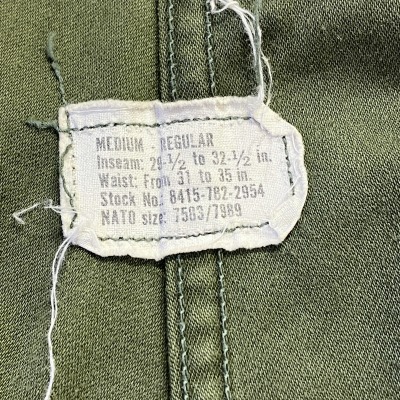 MEDIUM - REGULAR
Inseam: 29-1/2 to 32-1/2 in.
Waist: From 31 to 35 in.
Stock No. 8415-782-2954
NATO size: 7583/7989